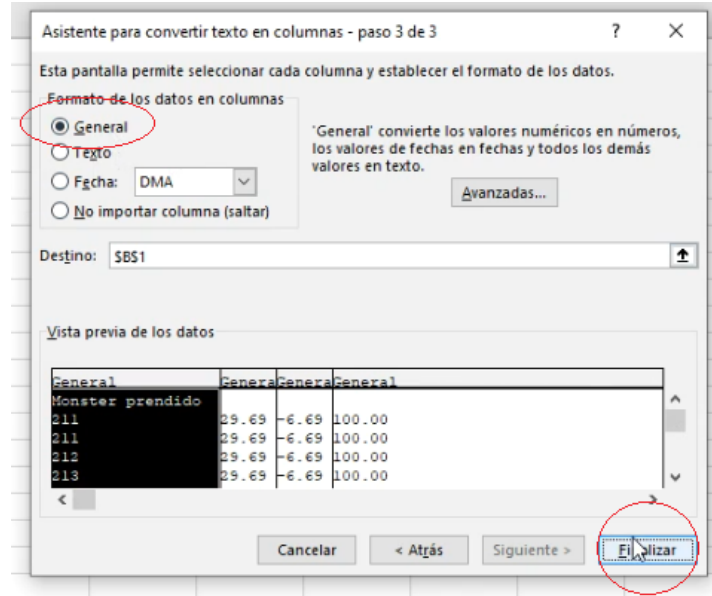 Asistente para convertir texto en columnas - paso 3 de 3
Esta pantalla permite seleccionar cada columna y establecer el formato de los datos.
Formato de los datos en columnas
General
Texto
Fecha: DMA
No importar columna (saltar)
'General' convierte los valores numéricos en números,
los valores de fechas en fechas y todos los demás
valores en texto.
Avanzadas...
Destino: $B$1
Vista previa de los datos
General GeneraGeneraGeneral
Monster prendido
211 29.69 -6.69 100.00
211 29.69 -6.69 100.00
212 29.69 -6.69 100.00
213 29.69 -6.69 100.00
Cancelar < Atrás Siguiente > Finalizar